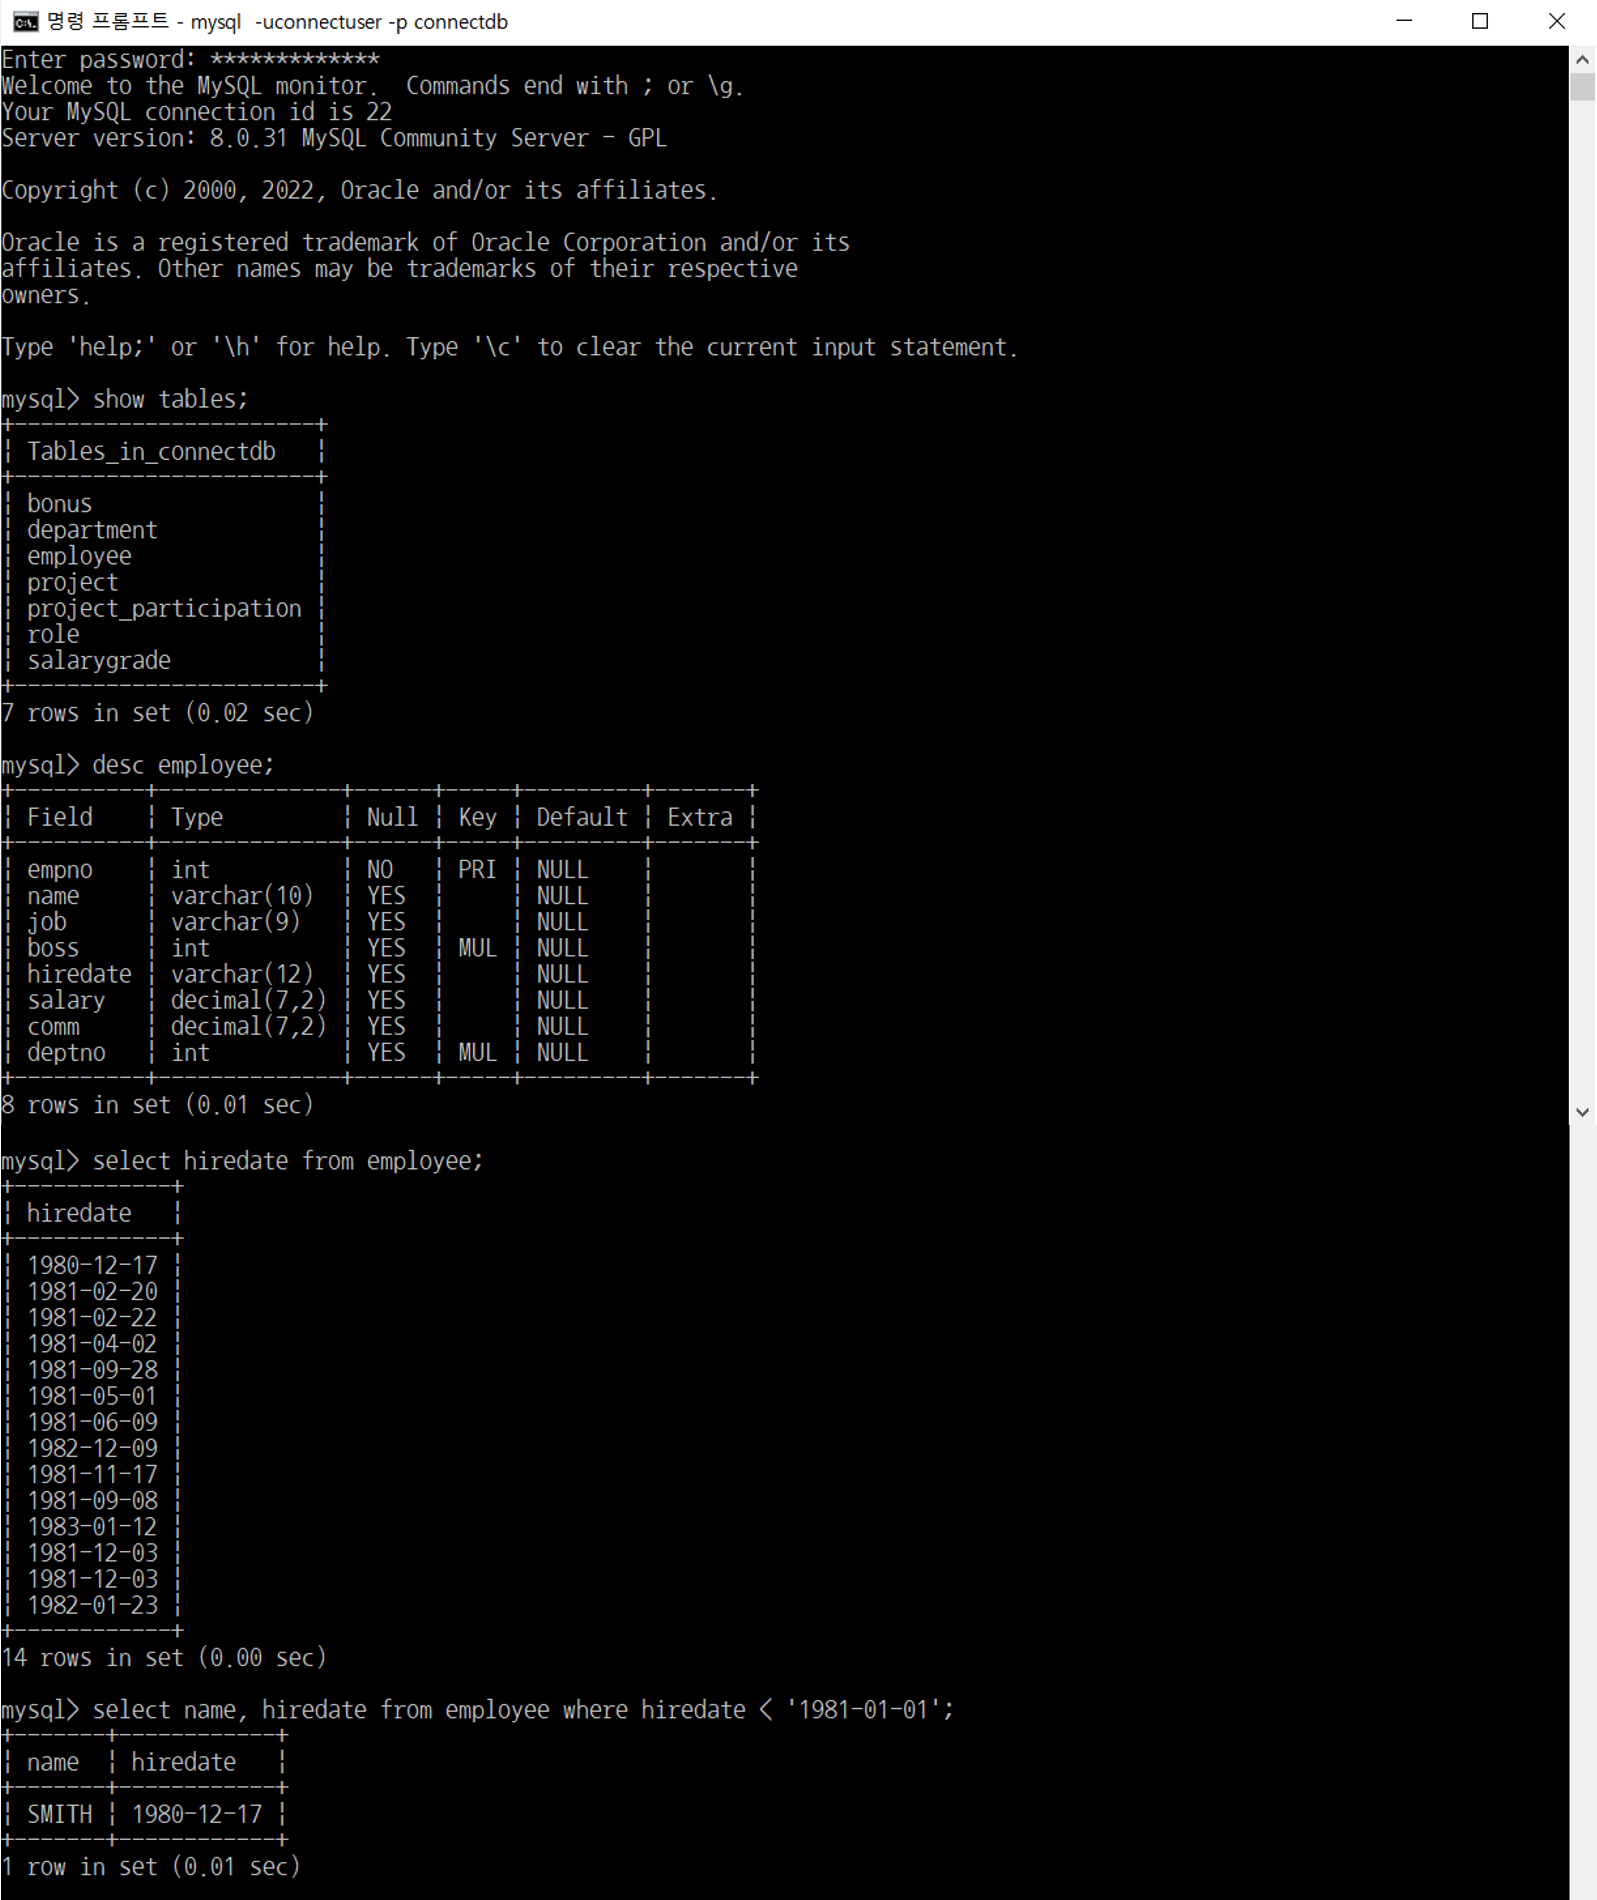 명령 프롬프트 - mysql  -uconnectuser -p connectdb
Enter password: *************
Welcome to the MySQL monitor.  Commands end with ; or \g.
Your MySQL connection id is 22
Server version: 8.0.31 MySQL Community Server - GPL

Copyright (c) 2000, 2022, Oracle and/or its affiliates.

Oracle is a registered trademark of Oracle Corporation and/or its
affiliates. Other names may be trademarks of their respective
owners.

Type 'help;' or '\h' for help. Type '\c' to clear the current input statement.

mysql> show tables;
+-----------------------+
| Tables_in_connectdb   |
+-----------------------+
| bonus                 |
| department            |
| employee              |
| project               |
| project_participation |
| role                  |
| salarygrade           |
+-----------------------+
7 rows in set (0.02 sec)

mysql> desc employee;
+----------+--------------+------+-----+---------+-------+
| Field    | Type         | Null | Key | Default | Extra |
+----------+--------------+------+-----+---------+-------+
| empno    | int          | NO   | PRI | NULL    |       |
| name     | varchar(10)  | YES  |     | NULL    |       |
| job      | varchar(9)   | YES  |     | NULL    |       |
| boss     | int          | YES  | MUL | NULL    |       |
| hiredate | varchar(12)  | YES  |     | NULL    |       |
| salary   | decimal(7,2) | YES  |     | NULL    |       |
| comm     | decimal(7,2) | YES  |     | NULL    |       |
| deptno   | int          | YES  | MUL | NULL    |       |
+----------+--------------+------+-----+---------+-------+
8 rows in set (0.01 sec)

mysql> select hiredate from employee;
+------------+
| hiredate   |
+------------+
| 1980-12-17 |
| 1981-02-20 |
| 1981-02-22 |
| 1981-04-02 |
| 1981-09-28 |
| 1981-05-01 |
| 1981-06-09 |
| 1982-12-09 |
| 1981-11-17 |
| 1981-09-08 |
| 1983-01-12 |
| 1981-12-03 |
| 1981-12-03 |
| 1982-01-23 |
+------------+
14 rows in set (0.00 sec)

mysql> select name, hiredate from employee where hiredate < '1981-01-01';
+-------+------------+
| name  | hiredate   |
+-------+------------+
| SMITH | 1980-12-17 |
+-------+------------+
1 row in set (0.01 sec)